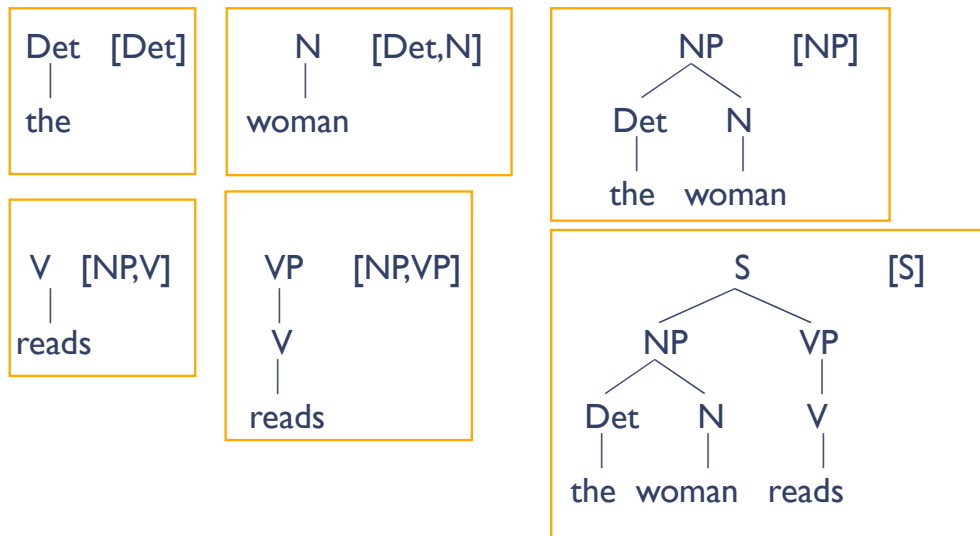 Det [Det]
the
N [Det,N]
woman
NP [NP]
Det N
the woman
V [NP,V]
reads
VP [NP,VP]
V
reads
S [S]
NP VP
Det N V
the woman reads